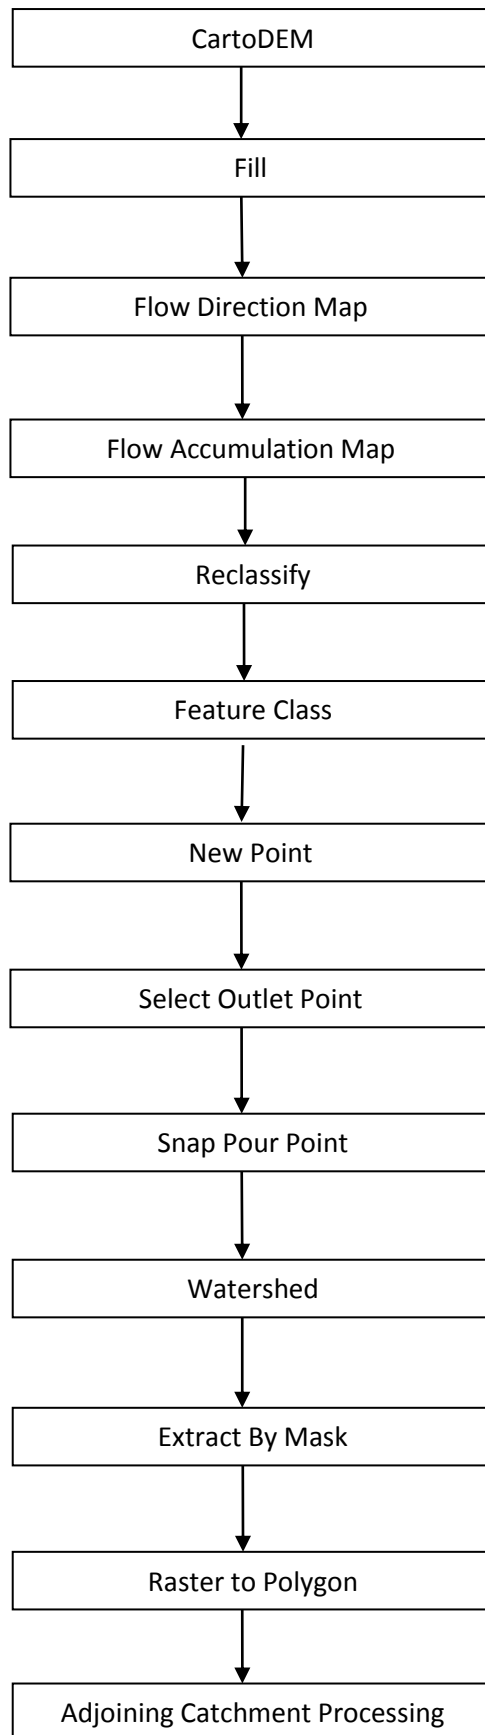 CartoDEM
Fill
Flow Direction Map
Flow Accumulation Map
Reclassify
Feature Class
New Point
Select Outlet Point
Snap Pour Point
Watershed
Extract By Mask
Raster to Polygon
Adjoining Catchment Processing